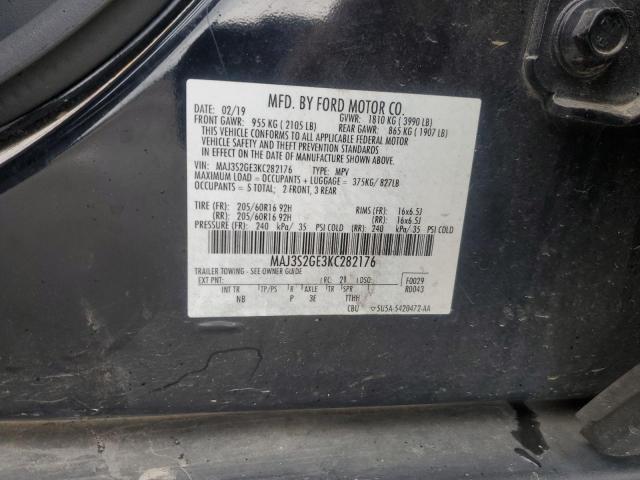 MFD. BY FORD MOTOR CO.
DATE: 02/19 GVWR: 1810 KG ( 3990 LB)
FRONT GAWR: 955 KG ( 2105 LB) REAR GAWR: 865 KG ( 1907 LB)
THIS VEHICLE CONFORMS TO ALL APPLICABLE FEDERAL MOTOR
VEHICLE SAFETY AND THEFT PREVENTION STANDARDS
IN EFFECT ON THE DATE OF MANUFACTURE SHOWN ABOVE.
VIN: MAJ3S2GE3KC282176 TYPE: MPV
MAXIMUM LOAD = OCCUPANTS + LUGGAGE = 375KG/ 827LB
OCCUPANTS = 5 TOTAL; 2 FRONT, 3 REAR
TIRE (FR): 205/60R16 92H RIMS (FR): 16x6.5J
(RR): 205/60R16 92H (RR): 16x6.5J
PRESSURE (FR): 240 kPa/ 35 PSI COLD (RR): 240 kPa/ 35 PSI COLD
MAJ3S2GE3KC282176
TRAILER TOWING - SEE OWNER GUIDE
EXT PNT: RC: 21 DSO: F0029
INT TR TP/PS R AXLE TR SPR R0043
NB P 3E TTHH
CBU 5U5A-5420472-AA